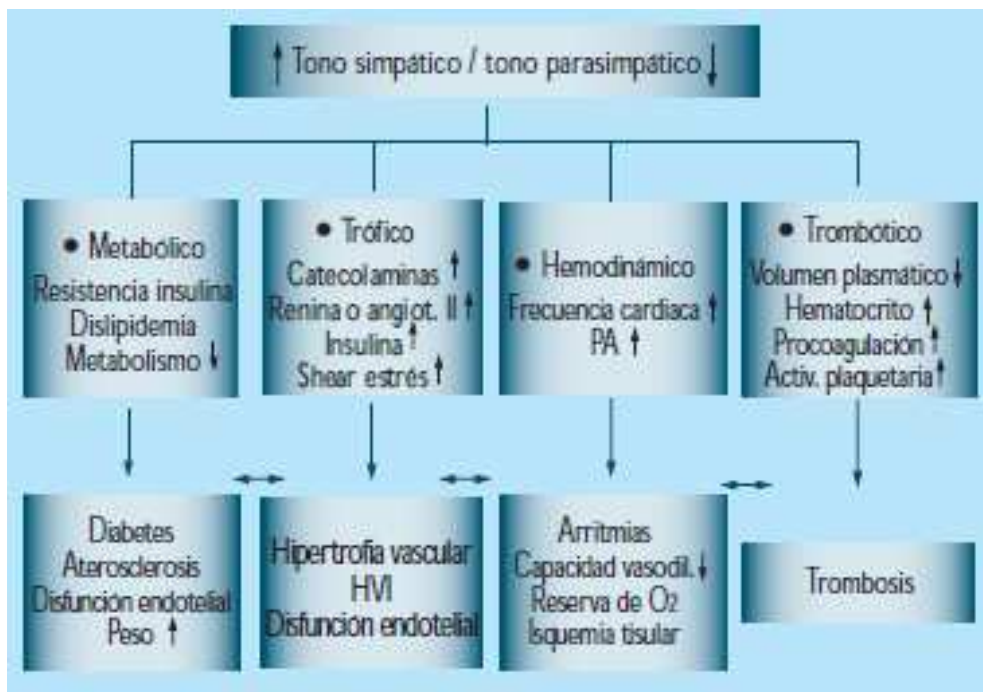 ↑ Tono simpático / tono parasimpático ↓
• Metabólico
Resistencia insulina
Dislipidemia
Metabolismo ↓
• Trófico
Catecolaminas ↑
Renina o angiot. II ↑
Insulina ↑
Shear estrés ↑
• Hemodinámico
Frecuencia cardiaca ↑
PA ↑
• Trombótico
Volumen plasmático ↓
Hematocrito ↑
Procoagulación ↑
Activ. plaquetaria ↑
Diabetes
Aterosclerosis
Disfunción endotelial
Peso ↑
Hipertrofia vascular
HVI
Disfunción endotelial
Arritmias
Capacidad vasodil. ↓
Reserva de O2
Isquemia tisular
Trombosis